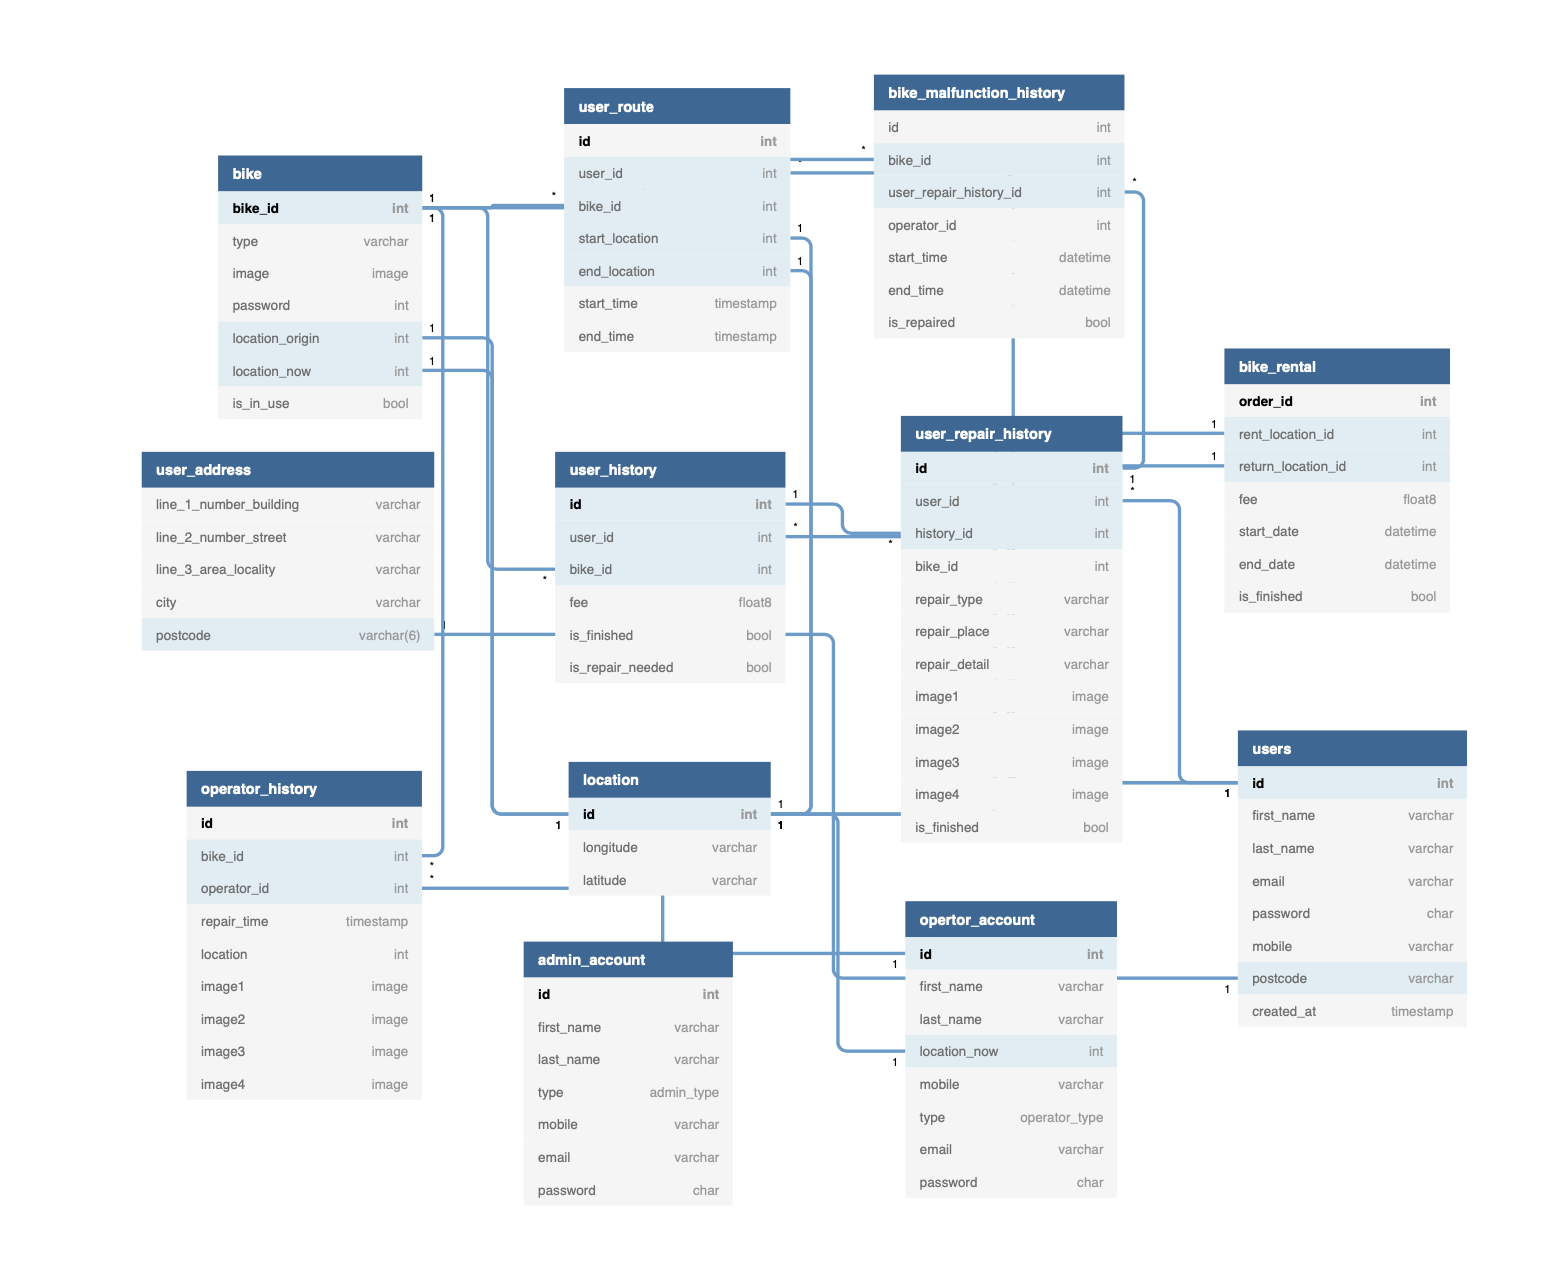 bike
bike_id int
type varchar
image image
password int
location_origin int
location_now int
is_in_use bool
user_route
id int
user_id int
bike_id int
start_location int
end_location int
start_time timestamp
end_time timestamp
bike_malfunction_history
id int
bike_id int
user_repair_history_id int
operator_id int
start_time datetime
end_time datetime
is_repaired bool
bike_rental
order_id int
rent_location_id int
return_location_id int
fee float8
start_date datetime
end_date datetime
is_finished bool
user_address
line_1_number_building varchar
line_2_number_street varchar
line_3_area_locality varchar
city varchar
postcode varchar(6)
user_history
id int
user_id int
bike_id int
fee float8
is_finished bool
is_repair_needed bool
user_repair_history
id int
user_id int
history_id int
bike_id int
repair_type varchar
repair_place varchar
repair_detail varchar
image1 image
image2 image
image3 image
image4 image
is_finished bool
users
id int
first_name varchar
last_name varchar
email varchar
password char
mobile varchar
postcode varchar
created_at timestamp
operator_history
id int
bike_id int
operator_id int
repair_time timestamp
location int
image1 image
image2 image
image3 image
image4 image
location
id int
longitude varchar
latitude varchar
admin_account
id int
first_name varchar
last_name varchar
type admin_type
mobile varchar
email varchar
password char
opertor_account
id int
first_name varchar
last_name varchar
location_now int
mobile varchar
type operator_type
email varchar
password char
1
1
*
1
1
*
1
1
*
1
1
1
*
1
*
*
*
1
1
1
1
1
*
*
1
1
1